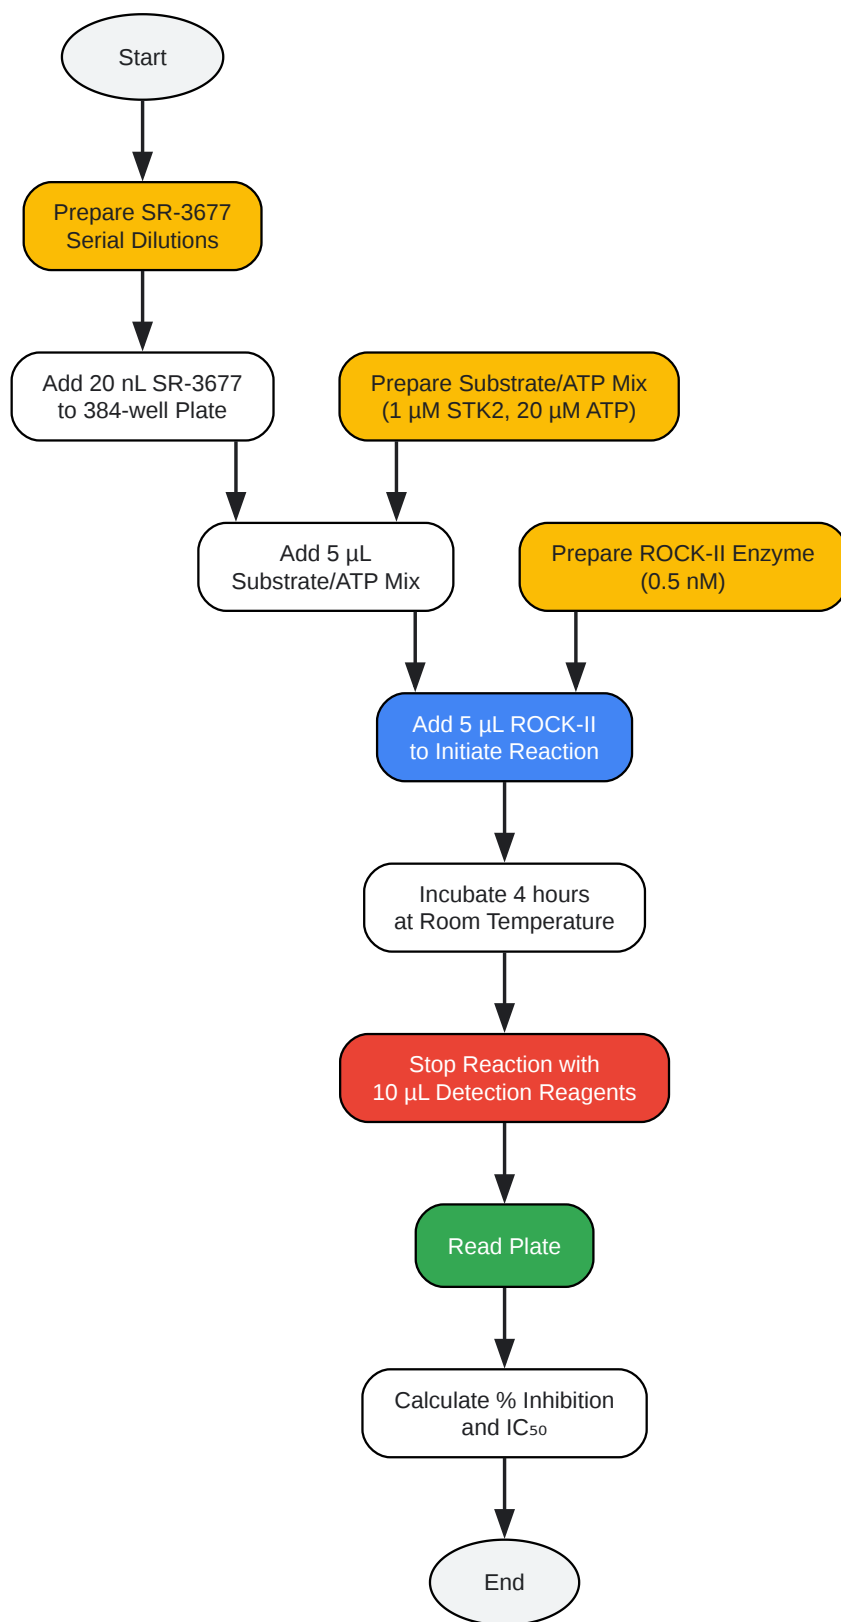 Start
Prepare SR-3677
Serial Dilutions
Add 20 nL SR-3677
to 384-well Plate
Prepare Substrate/ATP Mix
(1 µM STK2, 20 µM ATP)
Add 5 µL
Substrate/ATP Mix
Prepare ROCK-II Enzyme
(0.5 nM)
Add 5 µL ROCK-II
to Initiate Reaction
Incubate 4 hours
at Room Temperature
Stop Reaction with
10 µL Detection Reagents
Read Plate
Calculate % Inhibition
and IC₅₀
End